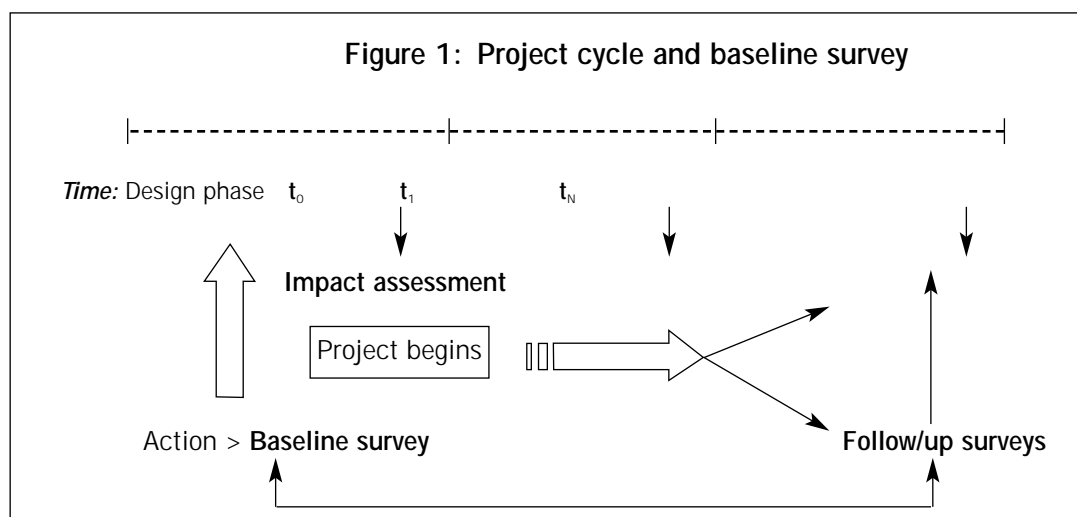 Figure 1: Project cycle and baseline survey
Time: Design phase t₀ t₁ t_N
Impact assessment
Project begins
Action > Baseline survey Follow/up surveys